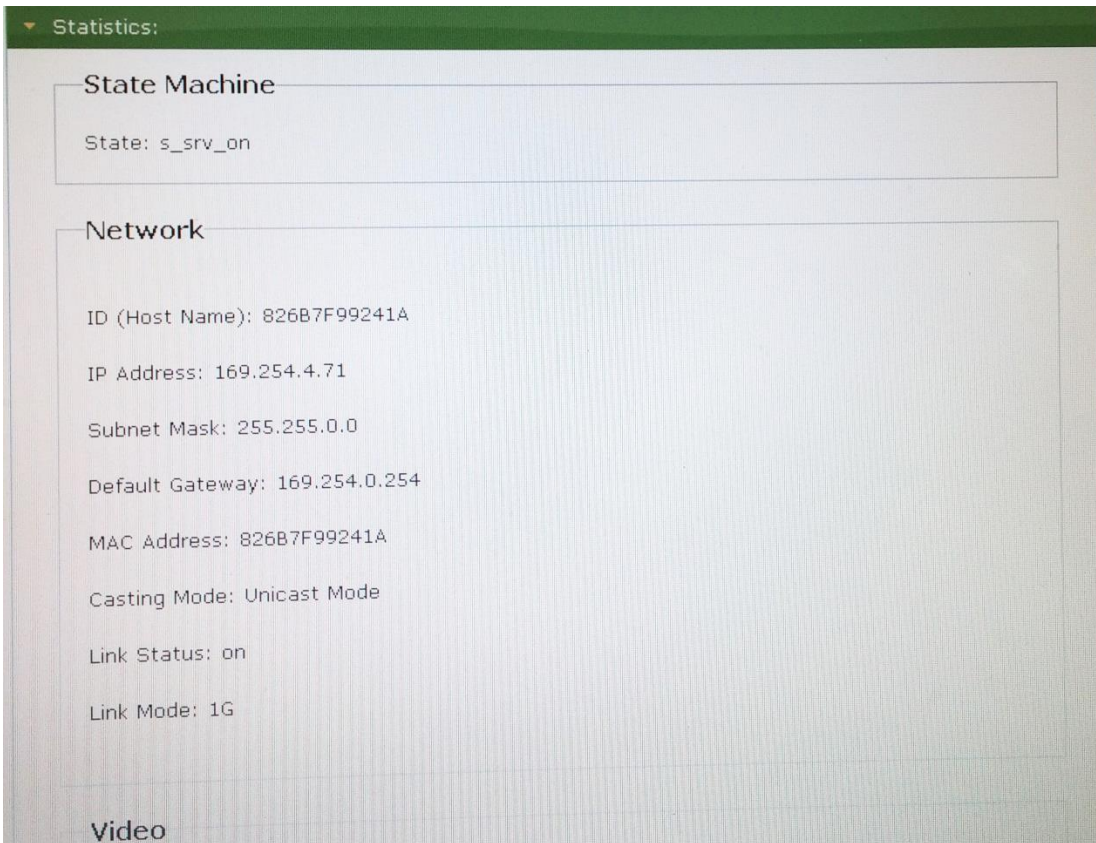 Statistics:
State Machine
State: s_srv_on
Network
ID (Host Name): 826B7F99241A
IP Address: 169.254.4.71
Subnet Mask: 255.255.0.0
Default Gateway: 169.254.0.254
MAC Address: 826B7F99241A
Casting Mode: Unicast Mode
Link Status: on
Link Mode: 1G
Video